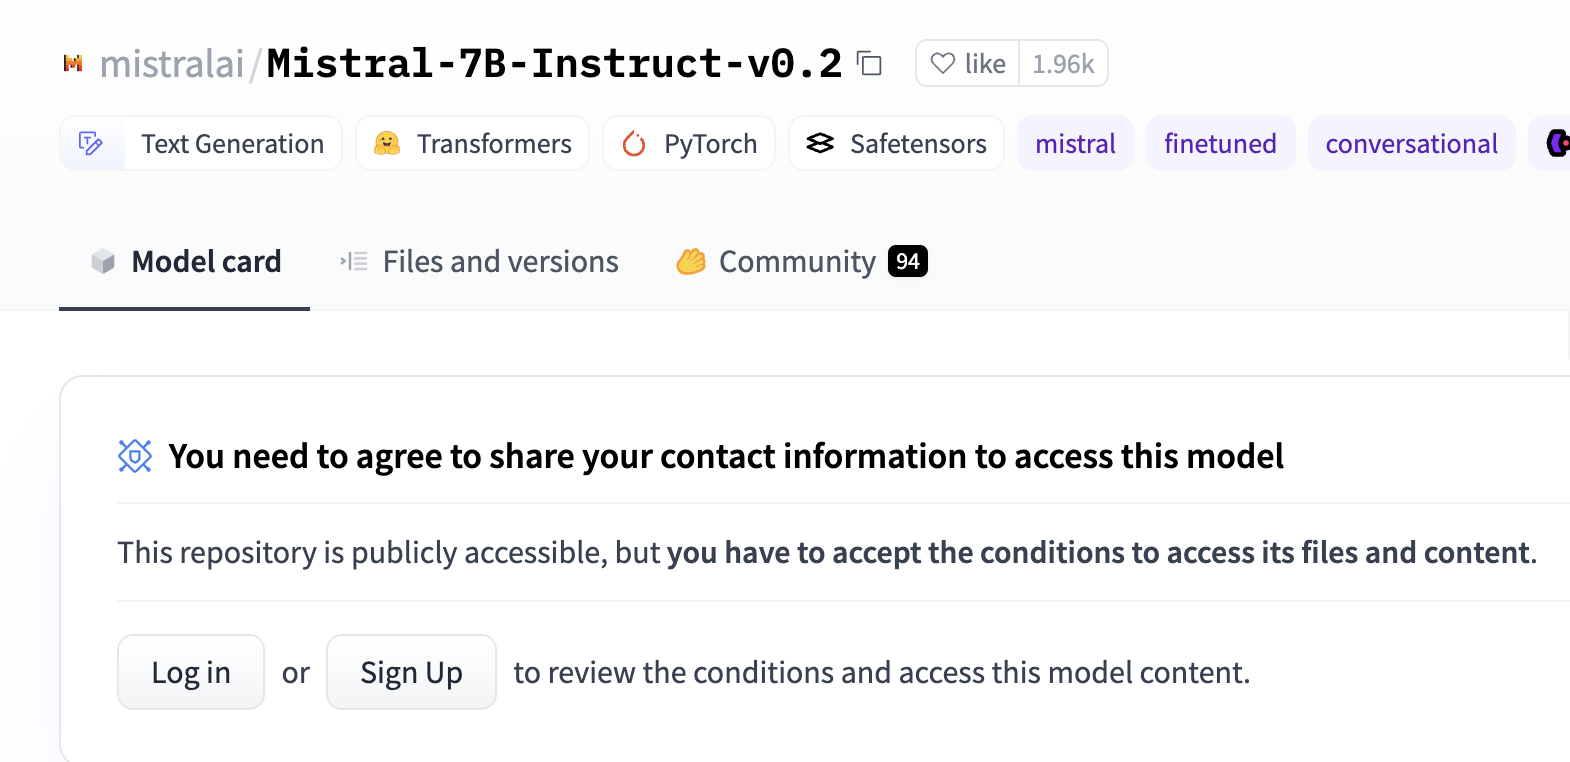 mistralai/Mistral-7B-Instruct-v0.2 like 1.96k
Text Generation Transformers PyTorch Safetensors mistral finetuned conversational
Model card Files and versions Community 94
You need to agree to share your contact information to access this model
This repository is publicly accessible, but you have to accept the conditions to access its files and content.
Log in or Sign Up to review the conditions and access this model content.